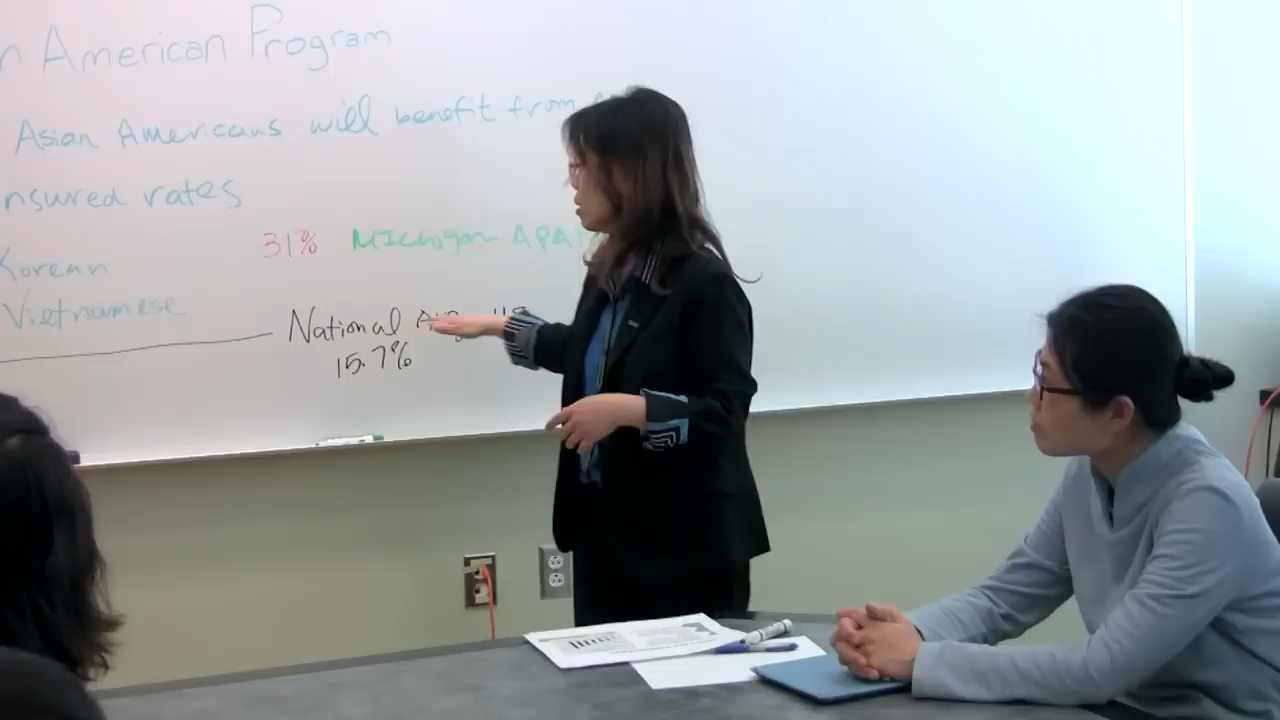 American Program
Asian Americans will benefit from
nsured rates
31% Michigan APA
Korean
Vietnamese
National
15.7%